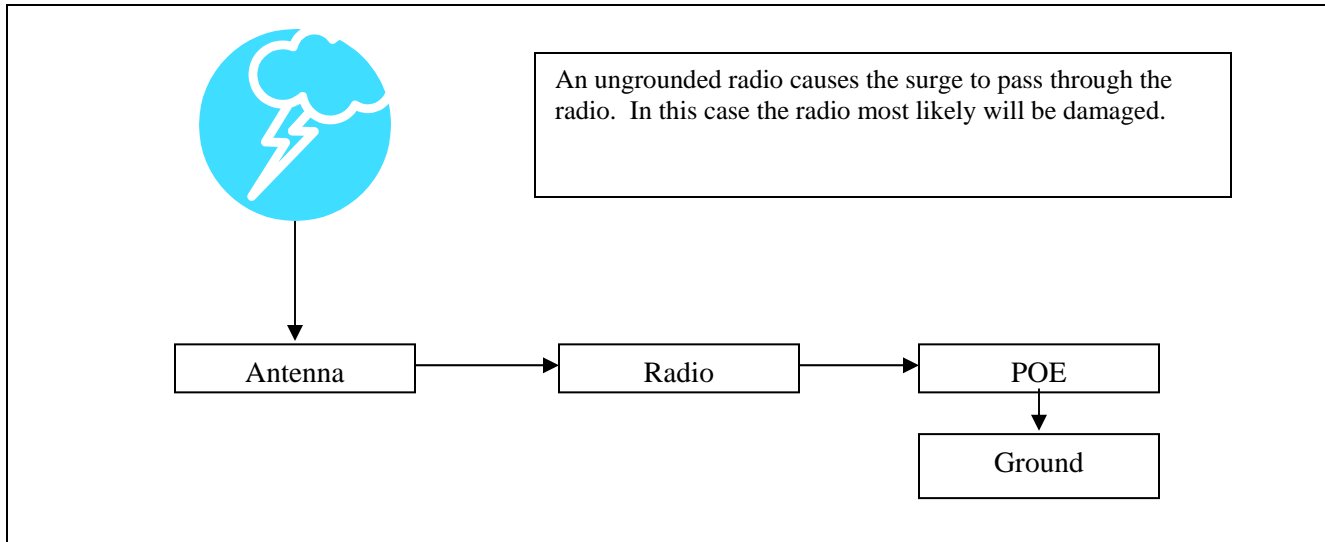 An ungrounded radio causes the surge to pass through the
radio.  In this case the radio most likely will be damaged.
Antenna
Radio
POE
Ground